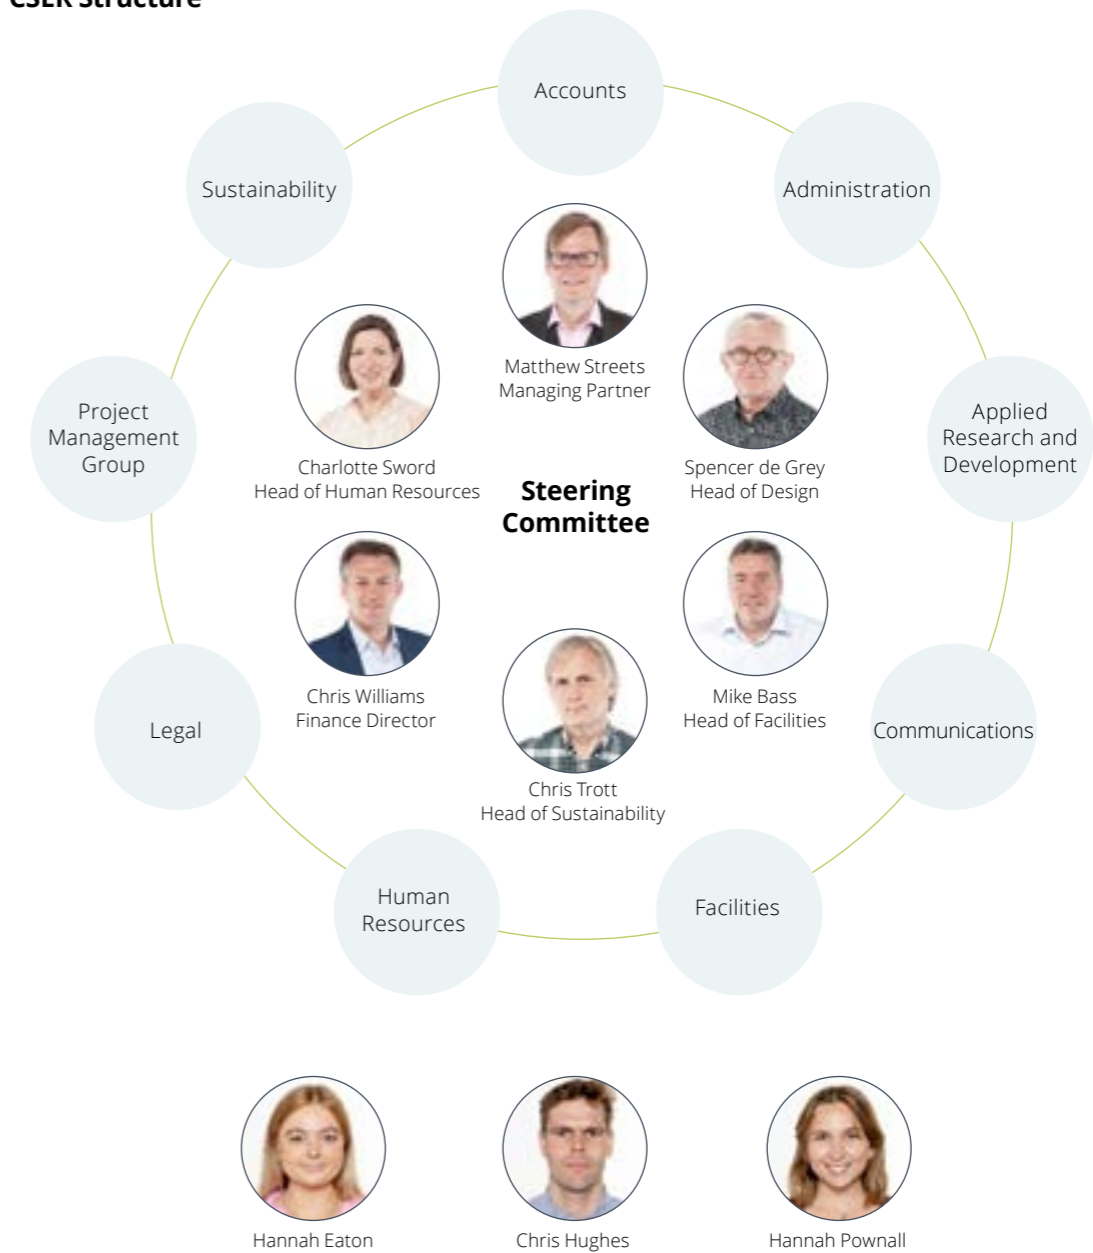 CSER Structure
Accounts
Sustainability
Administration
Matthew Streets
Managing Partner
Charlotte Sword
Head of Human Resources
Spencer de Grey
Head of Design
Project
Management
Group
Applied
Research and
Development
Steering
Committee
Chris Williams
Finance Director
Mike Bass
Head of Facilities
Legal
Communications
Chris Trott
Head of Sustainability
Human
Resources
Facilities
Hannah Eaton
Chris Hughes
Hannah Pownall